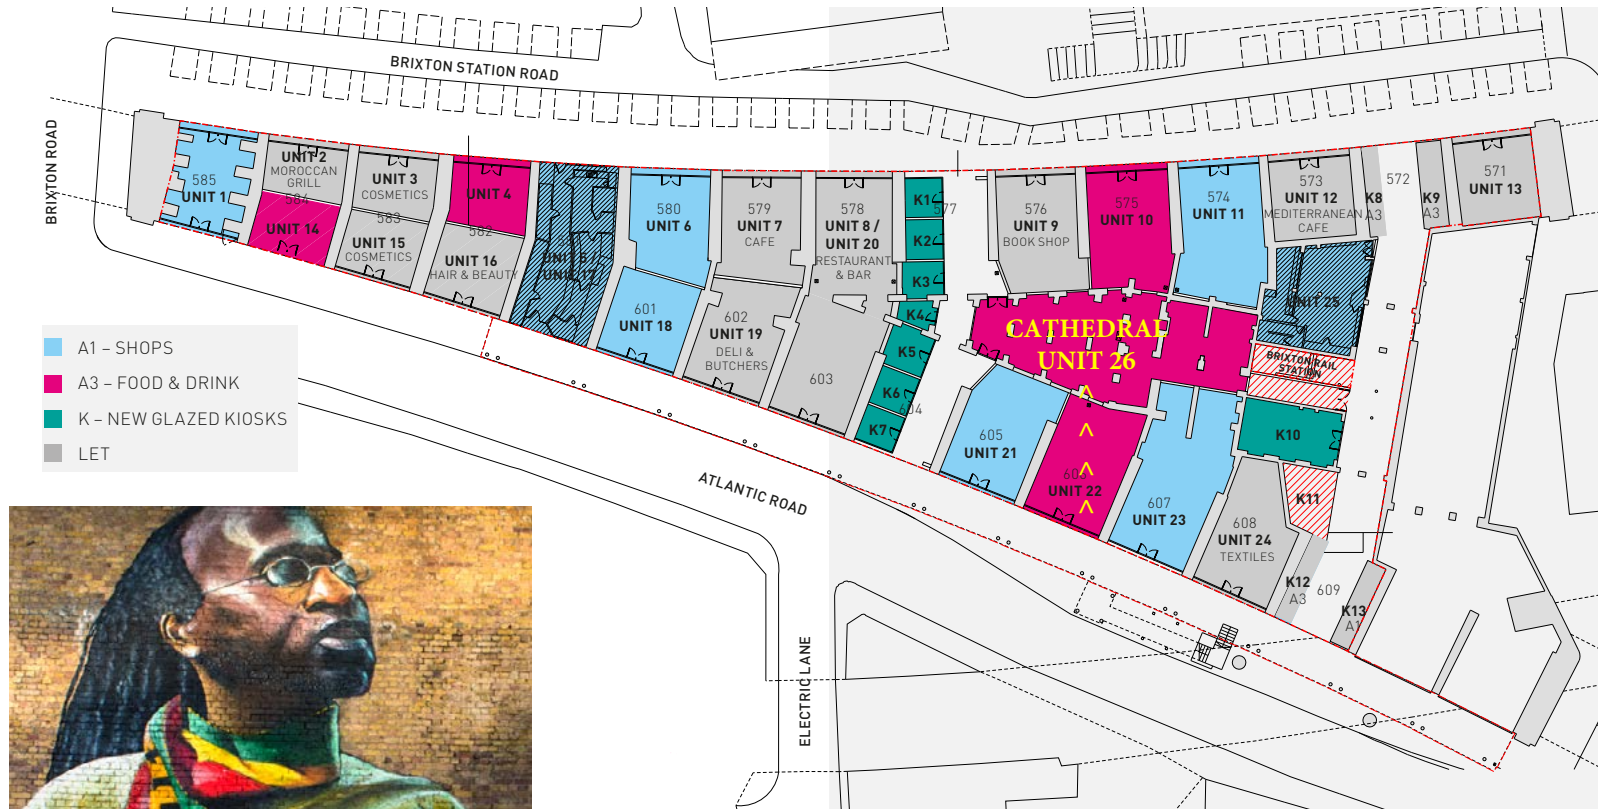 BRIXTON STATION ROAD
BRIXTON ROAD
585
UNIT 1
UNIT 2
MOROCCAN
GRILL
584
UNIT 14
UNIT 3
COSMETICS
583
UNIT 15
COSMETICS
UNIT 4
582
UNIT 16
HAIR & BEAUTY
UNIT 5 /
UNIT 17
580
UNIT 6
601
UNIT 18
579
UNIT 7
CAFE
602
UNIT 19
DELI &
BUTCHERS
578
UNIT 8 /
UNIT 20
RESTAURANT
& BAR
603
K1
577
K2
K3
K4
K5
K6
604
K7
576
UNIT 9
BOOK SHOP
575
UNIT 10
574
UNIT 11
573
UNIT 12
MEDITERRANEAN
CAFE
K8
A3
572
K9
A3
571
UNIT 13
CATHEDRAL
UNIT 26
^
^
^
^
UNIT 25
BRIXTON RAIL
STATION
K10
K11
605
UNIT 21
UNIT 22
607
UNIT 23
608
UNIT 24
TEXTILES
K12
A3
609
K13
A1
A1 – SHOPS
A3 – FOOD & DRINK
K – NEW GLAZED KIOSKS
LET
ATLANTIC ROAD
ELECTRIC LANE